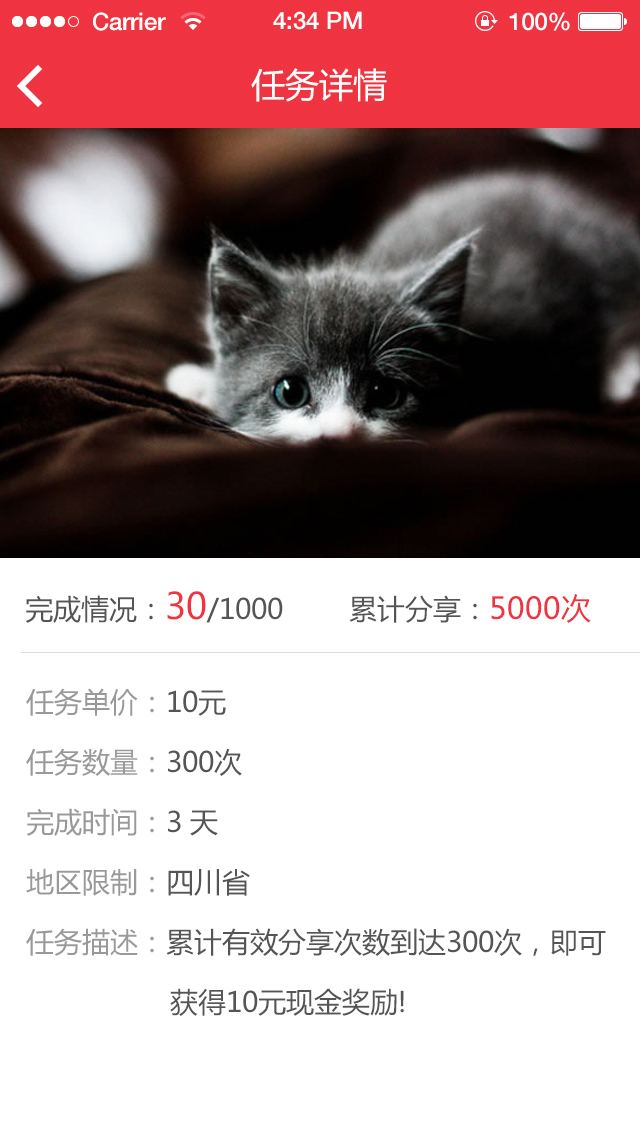 Carrier 4:34 PM 100%
任务详情
完成情况：30/1000 累计分享：5000次
任务单价：10元
任务数量：300次
完成时间：3 天
地区限制：四川省
任务描述：累计有效分享次数到达300次，即可
获得10元现金奖励!